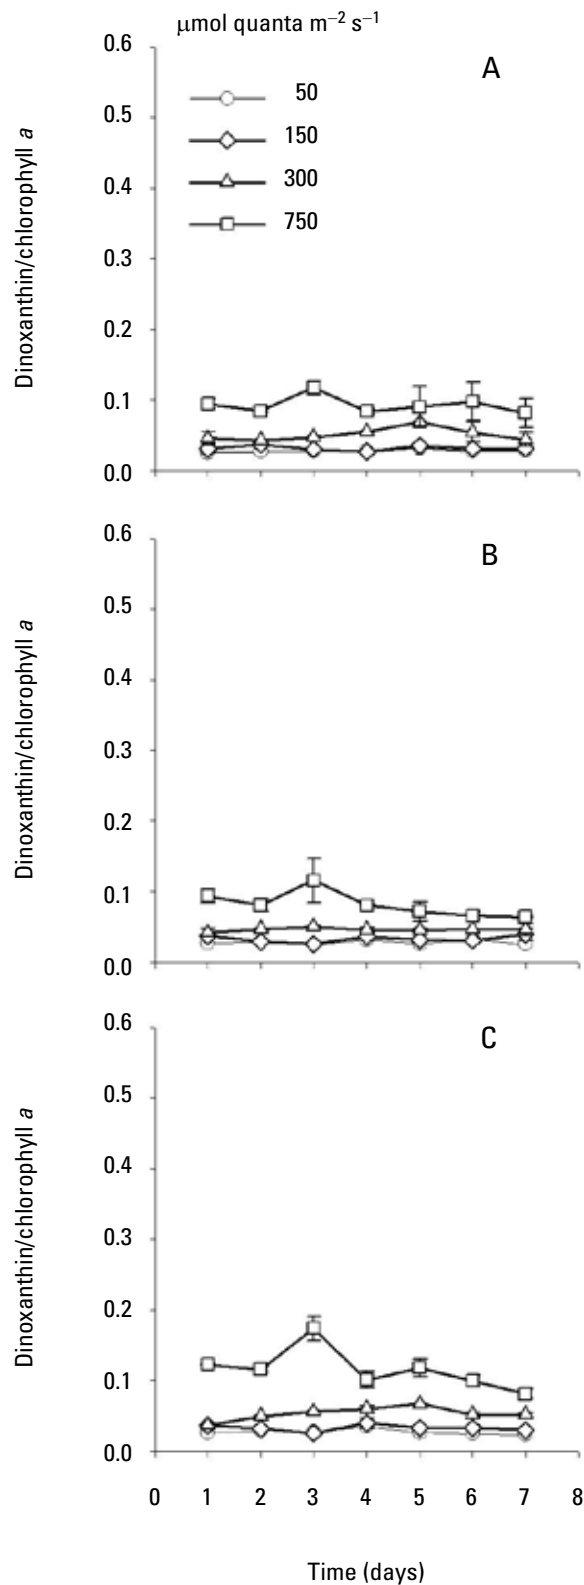 μmol quanta m⁻² s⁻¹
A
0.6
0.5
0.4
0.3
0.2
0.1
0.0
50
150
300
750
Dinoxanthin/chlorophyll a
B
0.6
0.5
0.4
0.3
0.2
0.1
0.0
Dinoxanthin/chlorophyll a
C
0.6
0.5
0.4
0.3
0.2
0.1
0.0
Dinoxanthin/chlorophyll a
0 1 2 3 4 5 6 7 8
Time (days)